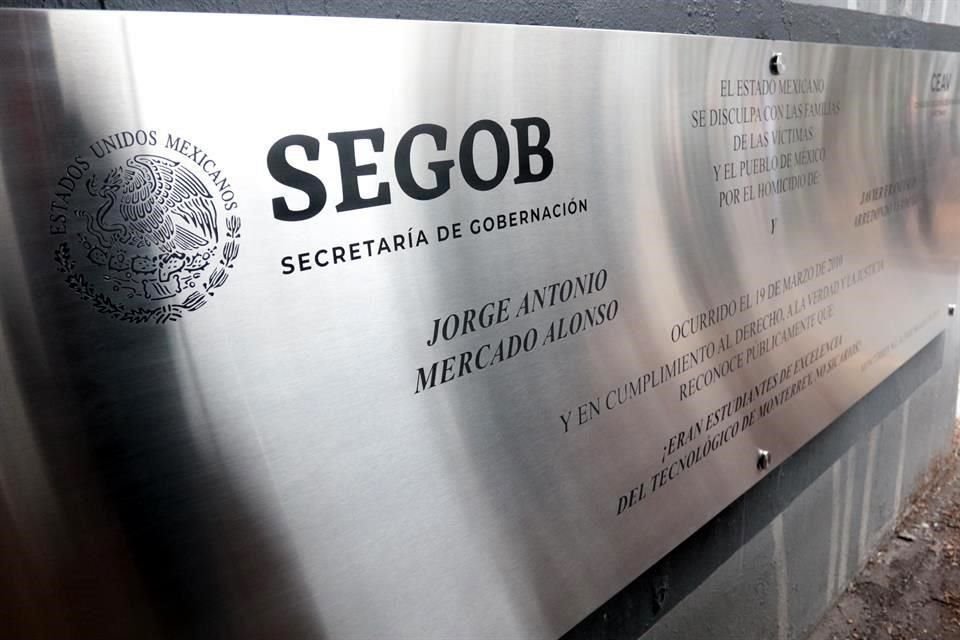 ESTADOS UNIDOS MEXICANOS
SEGOB
SECRETARÍA DE GOBERNACIÓN
CEAV
EL ESTADO MEXICANO
SE DISCULPA CON LAS FAMILIAS
DE LAS VÍCTIMAS
Y EL PUEBLO DE MÉXICO
POR EL HOMICIDIO DE:
JORGE ANTONIO
MERCADO ALONSO
Y
JAVIER FRANCISCO
ARREDONDO
OCURRIDO EL 19 DE MARZO DE 2010
Y EN CUMPLIMIENTO AL DERECHO, A LA VERDAD Y LA JUSTICIA
RECONOCE PÚBLICAMENTE QUE
¡ERAN ESTUDIANTES DE EXCELENCIA
DEL TECNOLÓGICO DE MONTERREY, NO SICARIOS!